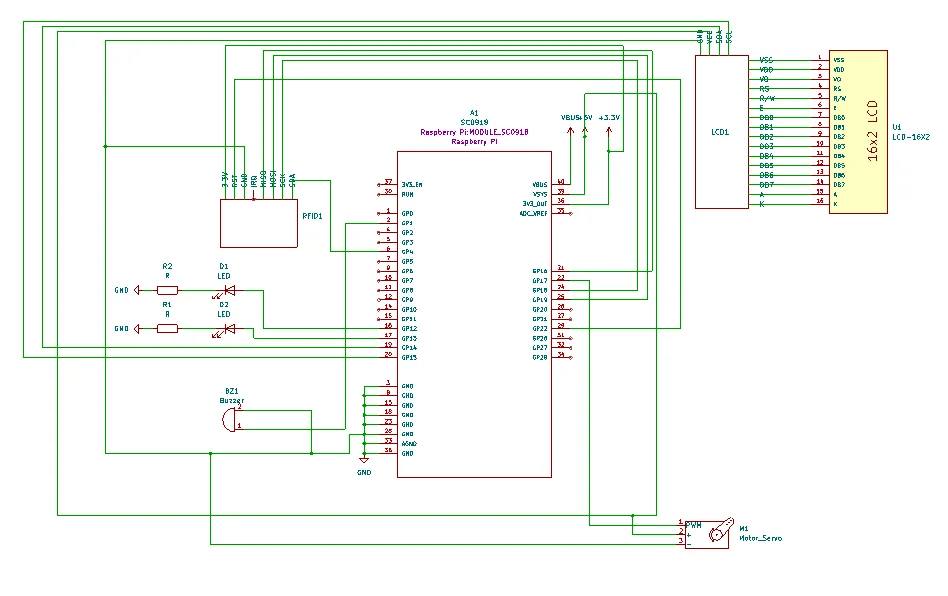 GND
VCC
SDA
SCL
VSS
VDD
VO
RS
R/W
E
DB0
DB1
DB2
DB3
DB4
DB5
DB6
DB7
A
K
1
2
3
4
5
6
7
8
9
10
11
12
13
14
15
16
VSS
VDD
VO
RS
R/W
E
DB0
DB1
DB2
DB3
DB4
DB5
DB6
DB7
A
K
16x2 LCD
U1
LCD-16X2
LCD1
A1
SC0918
Raspberry Pi:MODULE_SC0918
Raspberry Pi
VBUS
+5V
+3.3V
3.3V
RST
GND
IRQ
MISO
MOSI
SCK
SDA
RFID1
37 3V3_EN
30 RUN
1 GP0
2 GP1
4 GP2
5 GP3
6 GP4
7 GP5
9 GP6
10 GP7
11 GP8
12 GP9
14 GP10
15 GP11
16 GP12
17 GP13
19 GP14
20 GP15
3 GND
8 GND
13 GND
18 GND
23 GND
28 GND
33 AGND
38 GND
GND
VBUS 40
VSYS 39
3V3_OUT 36
ADC_VREF 35
GP16 21
GP17 22
GP18 24
GP19 25
GP20 26
GP21 27
GP22 29
GP26 31
GP27 32
GP28 34
R2
R
D1
LED
GND
R1
R
D2
LED
GND
BZ1
Buzzer
2
1
1
2
3
PWM
+
-
M1
Motor_Servo